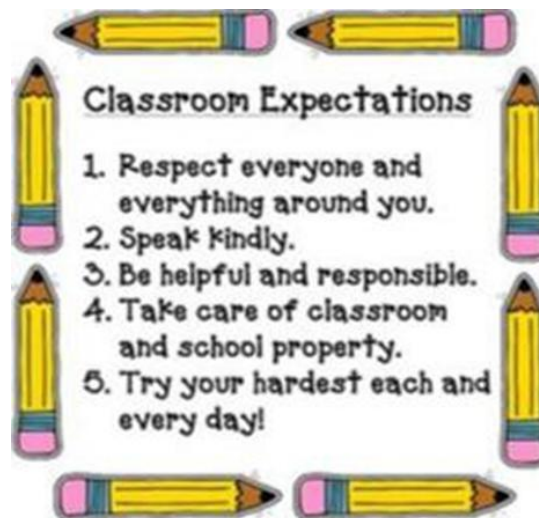 Classroom Expectations
1. Respect everyone and
everything around you.
2. Speak kindly.
3. Be helpful and responsible.
4. Take care of classroom
and school property.
5. Try your hardest each and
every day!